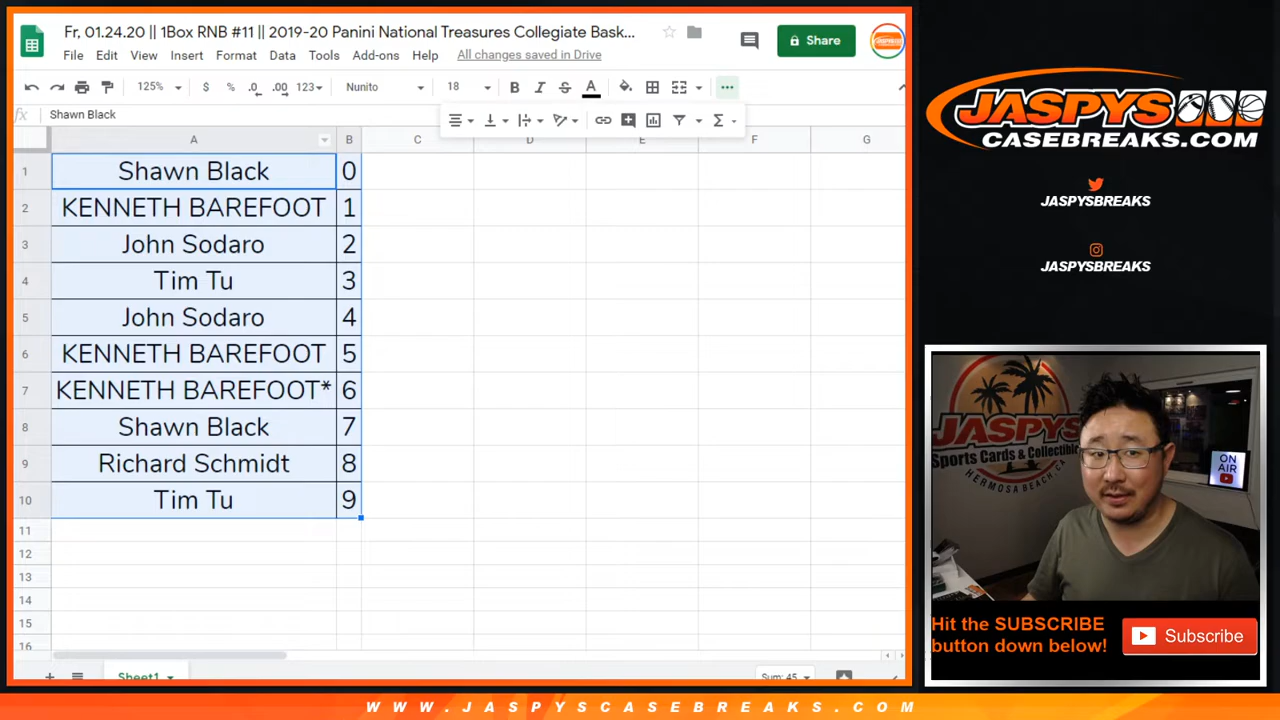 Fr, 01.24.20 || 1Box RNB #11 || 2019-20 Panini National Treasures Collegiate Bask...
File Edit View Insert Format Data Tools Add-ons Help All changes saved in Drive
Share
125% $ % .0 .00 123 Nunito 18 B I S A ...
fx Shawn Black
A B C D E F G
1 Shawn Black 0
2 KENNETH BAREFOOT 1
3 John Sodaro 2
4 Tim Tu 3
5 John Sodaro 4
6 KENNETH BAREFOOT 5
7 KENNETH BAREFOOT* 6
8 Shawn Black 7
9 Richard Schmidt 8
10 Tim Tu 9
11
12
13
14
15
16
Sheet1
Sum: 45
JASPYS
CASEBREAKS.COM
JASPYSBREAKS
JASPYSBREAKS
JASPYS
Sports Cards & Collectibles
HERMOSA BEACH, CA
ON
AIR
Hit the SUBSCRIBE
button down below!
Subscribe
WWW.JASPYSCASEBREAKS.COM